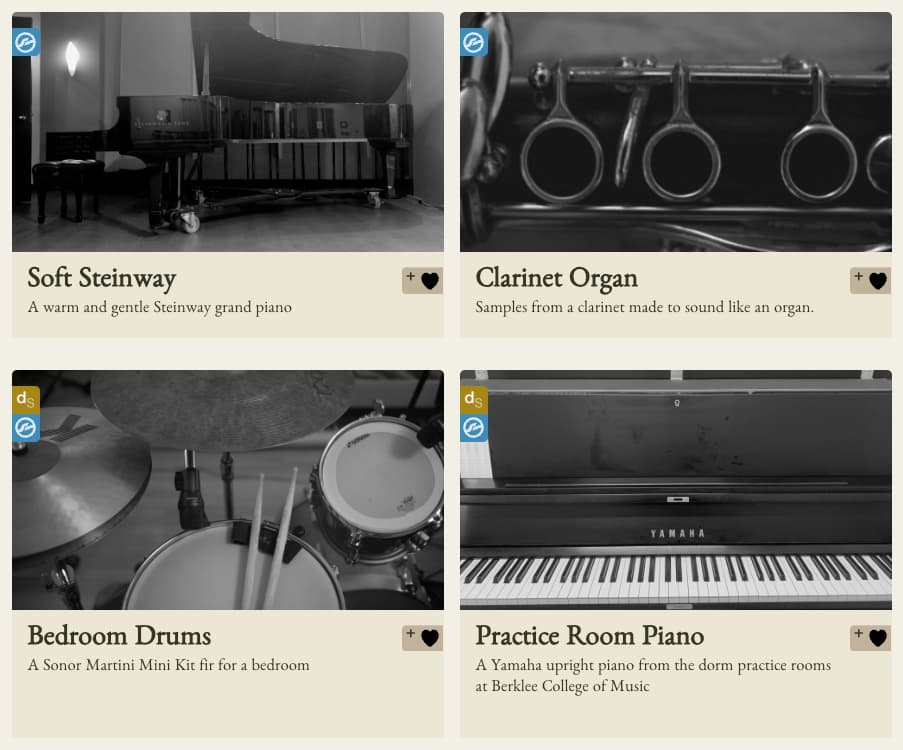 STEINWAY & SONS
Soft Steinway
+
A warm and gentle Steinway grand piano
Clarinet Organ
+
Samples from a clarinet made to sound like an organ.
ds
YAMAHA
Bedroom Drums
+
A Sonor Martini Mini Kit fir for a bedroom
ds
Practice Room Piano
+
A Yamaha upright piano from the dorm practice rooms
at Berklee College of Music